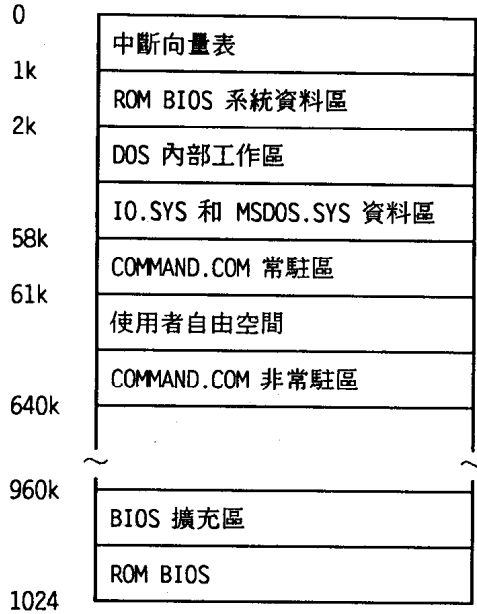 0
中斷向量表
1k
ROM BIOS 系統資料區
2k
DOS 內部工作區
IO.SYS 和 MSDOS.SYS 資料區
58k
COMMAND.COM 常駐區
61k
使用者自由空間
COMMAND.COM 非常駐區
640k
960k
BIOS 擴充區
ROM BIOS
1024